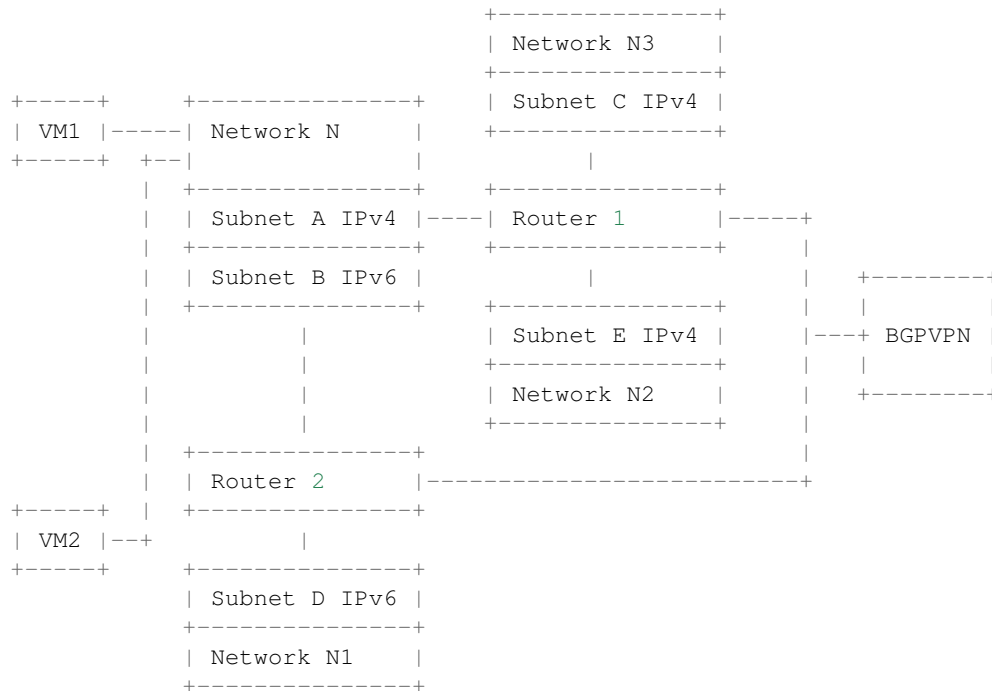 Network N3
Subnet C IPv4
VM1
Network N
Subnet A IPv4
Router 1
Subnet B IPv6
Subnet E IPv4
BGPVPN
Network N2
Router 2
VM2
Subnet D IPv6
Network N1